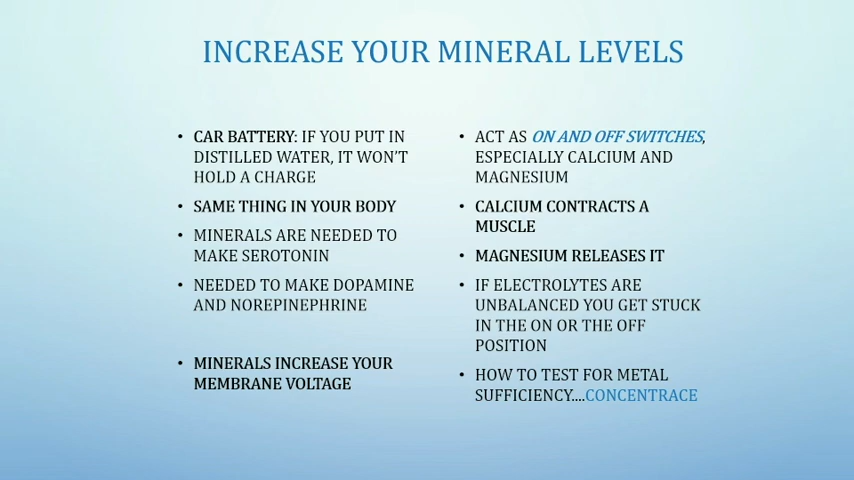 INCREASE YOUR MINERAL LEVELS
• CAR BATTERY: IF YOU PUT IN
DISTILLED WATER, IT WON'T
HOLD A CHARGE
• SAME THING IN YOUR BODY
• MINERALS ARE NEEDED TO
MAKE SEROTONIN
• NEEDED TO MAKE DOPAMINE
AND NOREPINEPHRINE
• MINERALS INCREASE YOUR
MEMBRANE VOLTAGE
• ACT AS ON AND OFF SWITCHES,
ESPECIALLY CALCIUM AND
MAGNESIUM
• CALCIUM CONTRACTS A
MUSCLE
• MAGNESIUM RELEASES IT
• IF ELECTROLYTES ARE
UNBALANCED YOU GET STUCK
IN THE ON OR THE OFF
POSITION
• HOW TO TEST FOR METAL
SUFFICIENCY....CONCENTRACE